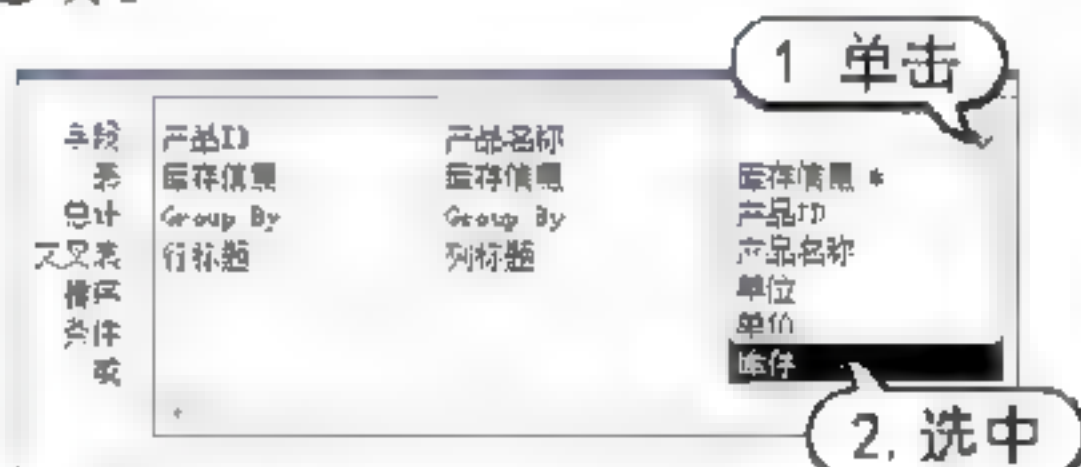 1 单击
字段 产品ID 产品名称
表 库存信息 库存信息 库存信息.*
总计 Group By Group By 产品ID
交叉表 行标题 列标题 产品名称
排序 单位
条件 单价
或 库存
2. 选中